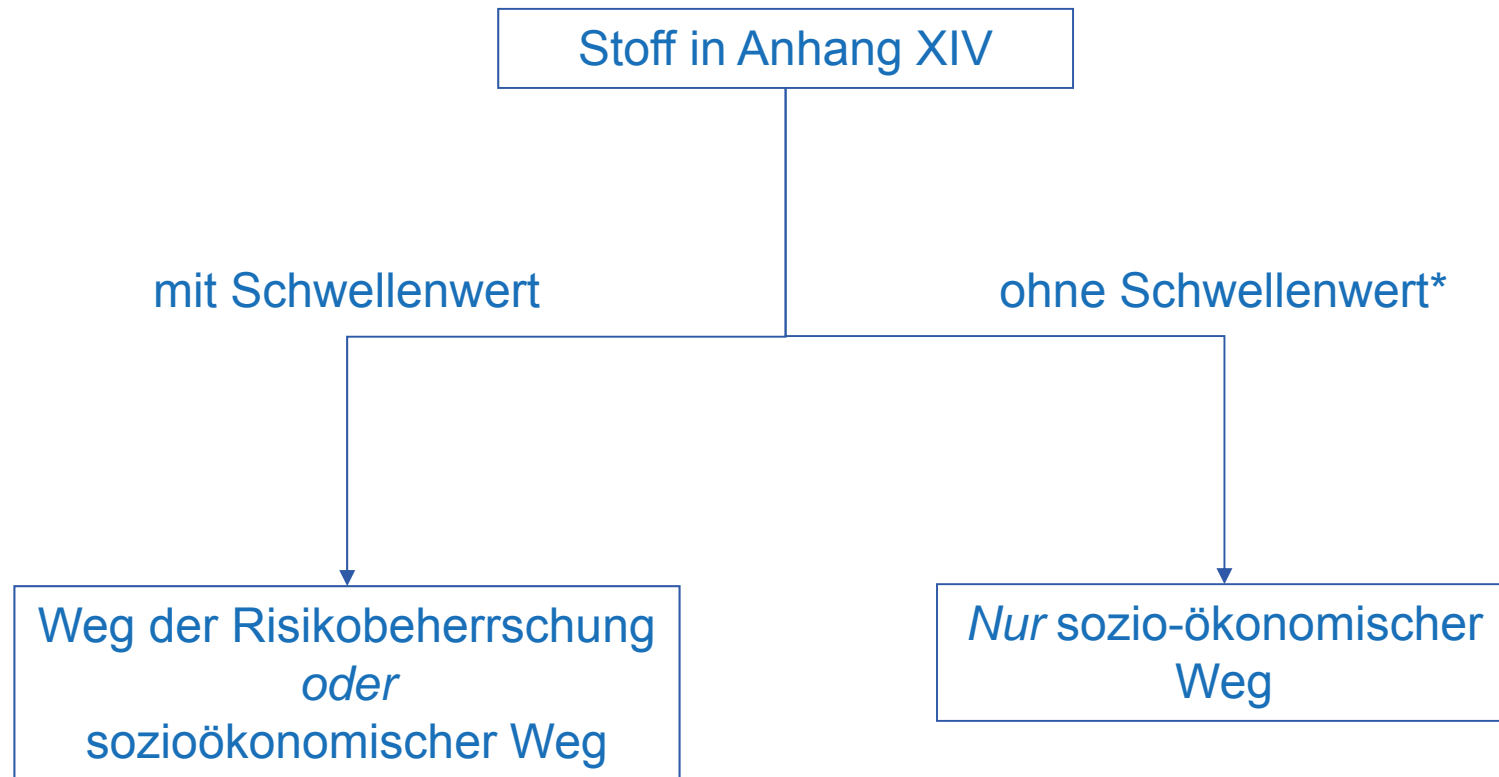 Stoff in Anhang XIV
mit Schwellenwert
ohne Schwellenwert*
Weg der Risikobeherrschung
oder
sozioökonomischer Weg
Nur sozio-ökonomischer
Weg